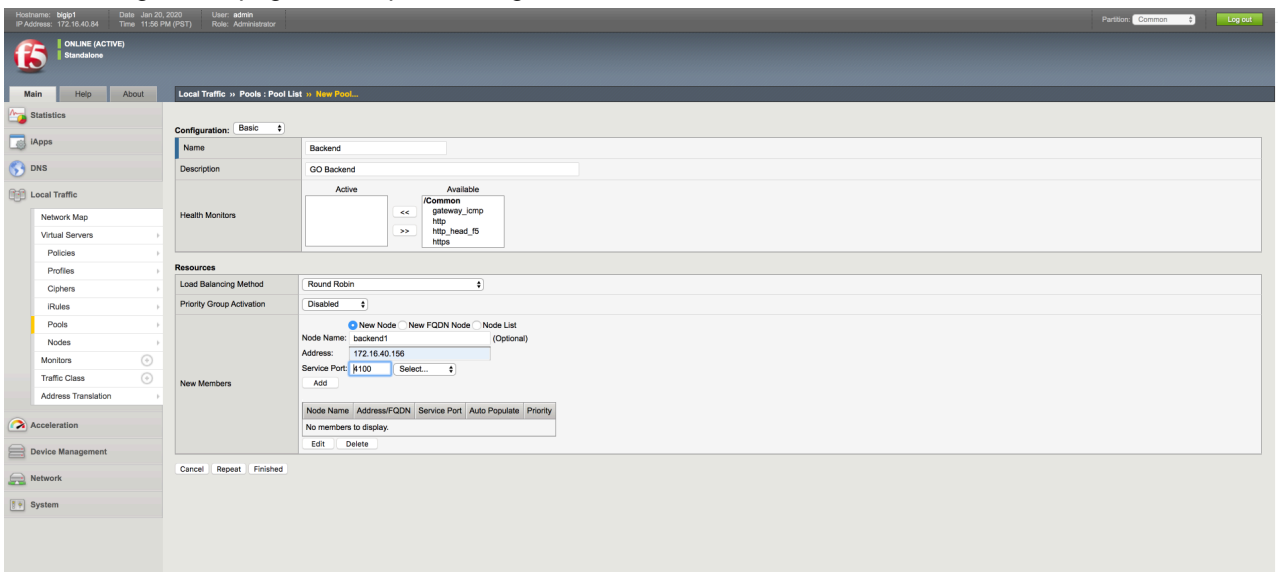 Hostname: bigip1 Date Jan 20, 2020 User: admin
IP Address: 172.16.40.84 Time 11:56 PM (PST) Role: Administrator
Partition: Common Log out
f5
ONLINE (ACTIVE)
Standalone
Main Help About
Local Traffic ›› Pools : Pool List ›› New Pool...
Statistics
iApps
DNS
Local Traffic
Network Map
Virtual Servers
Policies
Profiles
Ciphers
iRules
Pools
Nodes
Monitors
Traffic Class
Address Translation
Acceleration
Device Management
Network
System
Configuration: Basic
Name Backend
Description GO Backend
Health Monitors
Active Available
<< >>
/Common
gateway_icmp
http
http_head_f5
https
Resources
Load Balancing Method Round Robin
Priority Group Activation Disabled
New Members
New Node New FQDN Node Node List
Node Name: backend1 (Optional)
Address: 172.16.40.156
Service Port: 4100 Select...
Add
Node Name Address/FQDN Service Port Auto Populate Priority
No members to display.
Edit Delete
Cancel Repeat Finished